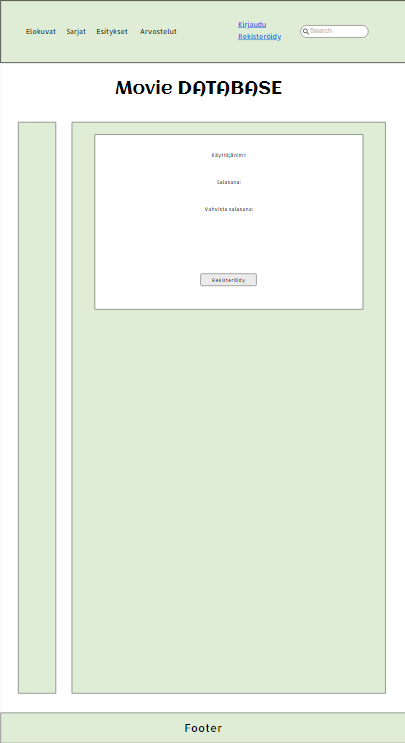 Elokuvat Sarjat Esitykset Arvostelut
Kirjaudu
Rekisteröidy
Search
Movie DATABASE
Käyttäjänimi:
Salasana:
Vahvista salasana:
Rekisteröidy
Footer